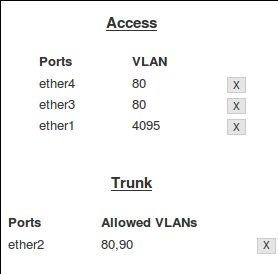 Access
Ports VLAN
ether4 80 X
ether3 80 X
ether1 4095 X
Trunk
Ports Allowed VLANs
ether2 80,90 X